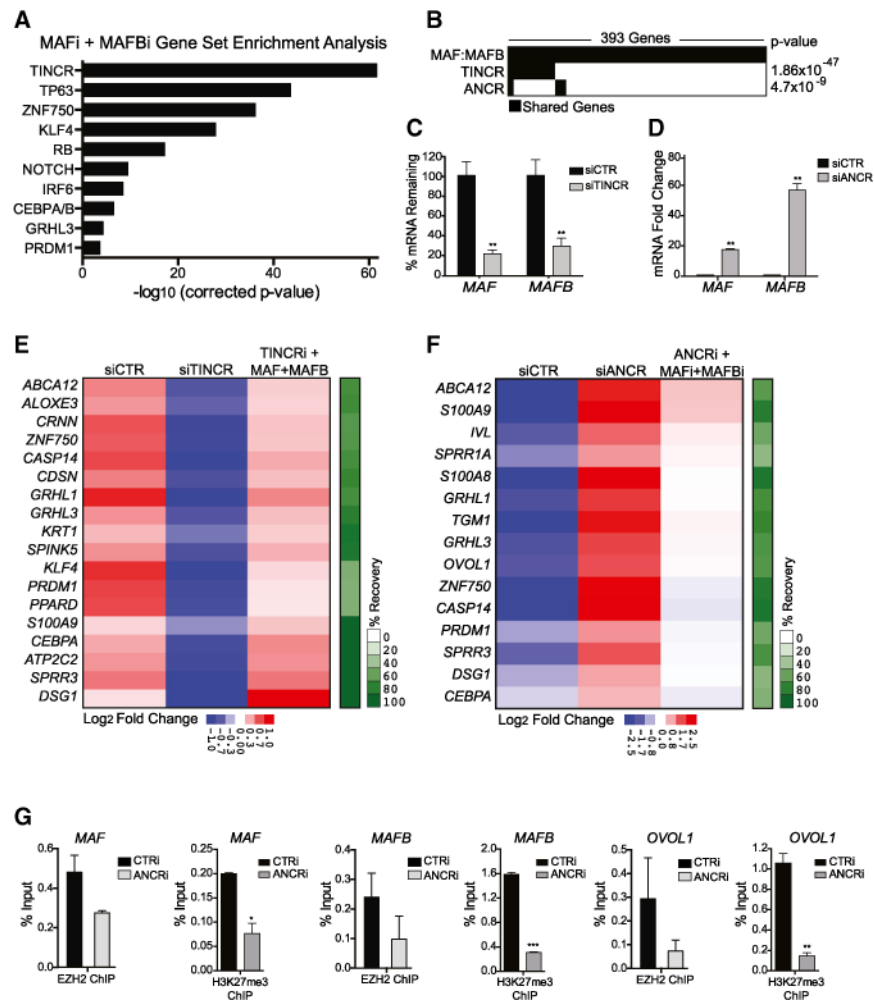 A
MAFi + MAFBi Gene Set Enrichment Analysis
TINCR
TP63
ZNF750
KLF4
RB
NOTCH
IRF6
CEBPA/B
GRHL3
PRDM1
0 20 40 60
-log10 (corrected p-value)
B
393 Genes
p-value
MAF:MAFB
TINCR 1.86x10-47
ANCR 4.7x10-9
Shared Genes
C
% mRNA Remaining
120
100
80
60
40
20
0
siCTR
siTINCR
** **
MAF MAFB
D
mRNA Fold Change
80
60
40
20
0
siCTR
siANCR
** **
MAF MAFB
E
siCTR siTINCR TINCRi +
MAF+MAFB
ABCA12
ALOXE3
CRNN
ZNF750
CASP14
CDSN
GRHL1
GRHL3
KRT1
SPINK5
KLF4
PRDM1
PPARD
S100A9
CEBPA
ATP2C2
SPRR3
DSG1
% Recovery
0
20
40
60
80
100
Log2 Fold Change
-1.0 -0.7 -0.3 0.00 0.3 0.7 1.0
F
siCTR siANCR ANCRi +
MAFi+MAFBi
ABCA12
S100A9
IVL
SPRR1A
S100A8
GRHL1
TGM1
GRHL3
OVOL1
ZNF750
CASP14
PRDM1
SPRR3
DSG1
CEBPA
% Recovery
0
20
40
60
80
100
Log2 Fold Change
-2.5 -1.7 -0.8 0.0 0.8 1.7 2.5
G
MAF
% Input
0.6
0.4
0.2
0.0
CTRi
ANCRi
EZH2 ChIP
MAF
% Input
0.25
0.20
0.15
0.10
0.05
0.00
CTRi
ANCRi
*
H3K27me3
ChIP
MAFB
% Input
0.4
0.3
0.2
0.1
0.0
CTRi
ANCRi
EZH2 ChIP
MAFB
% Input
2.0
1.6
1.2
0.8
0.4
0.0
CTRi
ANCRi
***
H3K27me3
ChIP
OVOL1
% Input
0.5
0.4
0.3
0.2
0.1
0.0
CTRi
ANCRi
EZH2 ChIP
OVOL1
% Input
1.2
1.0
0.8
0.6
0.4
0.2
0.0
CTRi
ANCRi
**
H3K27me3
ChIP